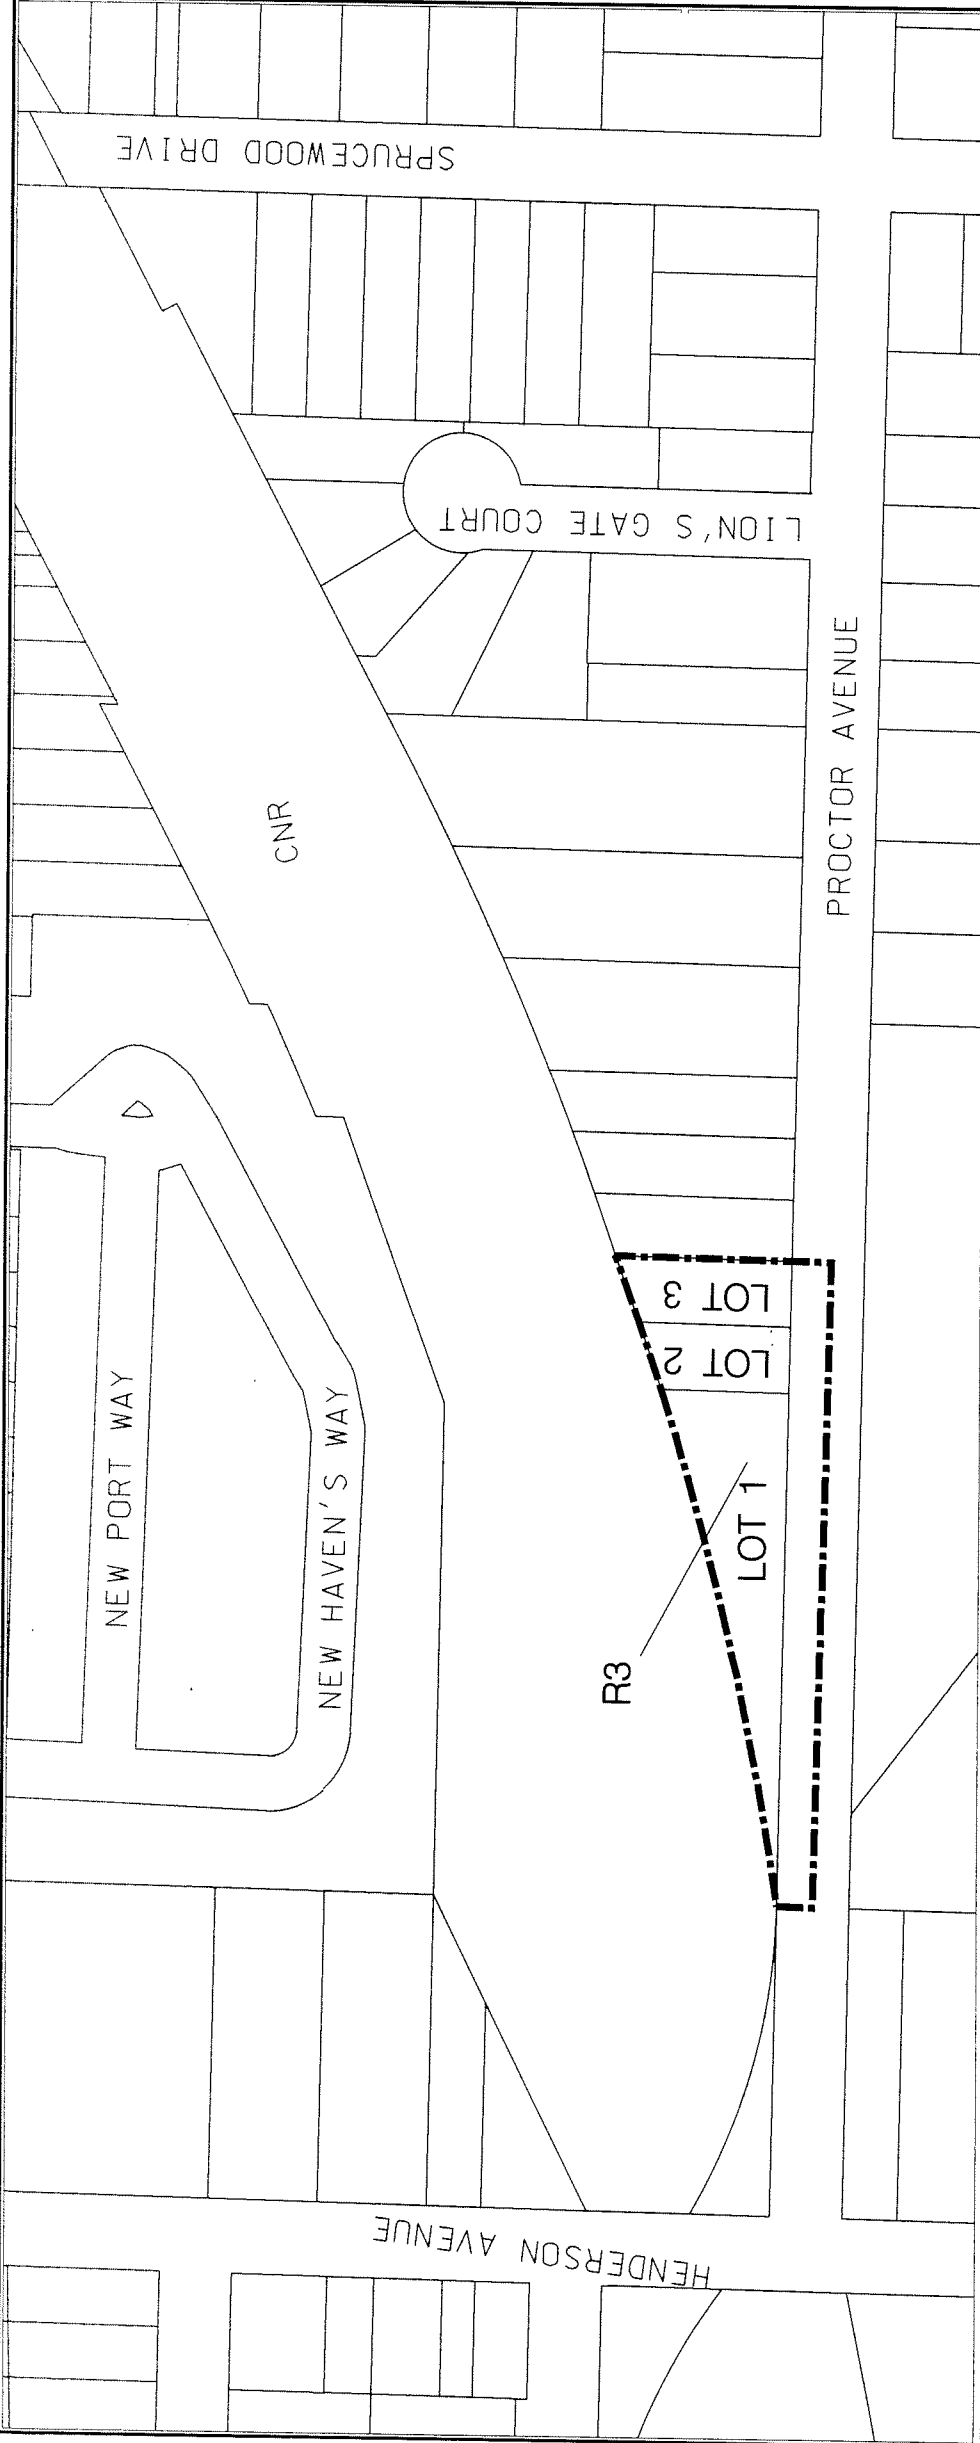 SPRUCEWOOD DRIVE
LION'S GATE COURT
PROCTOR AVENUE
CNR
NEW PORT WAY
NEW HAVEN'S WAY
LOT 3
LOT 2
LOT 1
R3
HENDERSON AVENUE